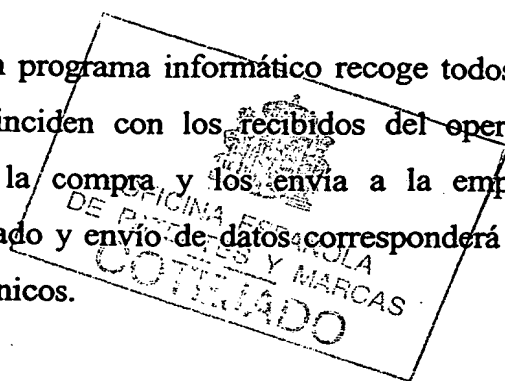 programa informático recoge todos
inciden con los recibidos del oper
la compra y los envía a la emp
ado y envío de datos corresponderá
nicos.
OFICINA ESPAÑOLA
DE PATENTES Y MARCAS
COTEJADO